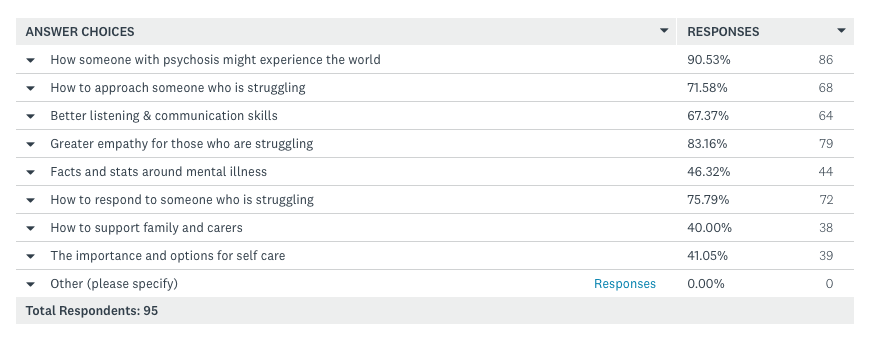 ANSWER CHOICES RESPONSES
How someone with psychosis might experience the world 90.53% 86
How to approach someone who is struggling 71.58% 68
Better listening & communication skills 67.37% 64
Greater empathy for those who are struggling 83.16% 79
Facts and stats around mental illness 46.32% 44
How to respond to someone who is struggling 75.79% 72
How to support family and carers 40.00% 38
The importance and options for self care 41.05% 39
Other (please specify) Responses 0.00% 0
Total Respondents: 95